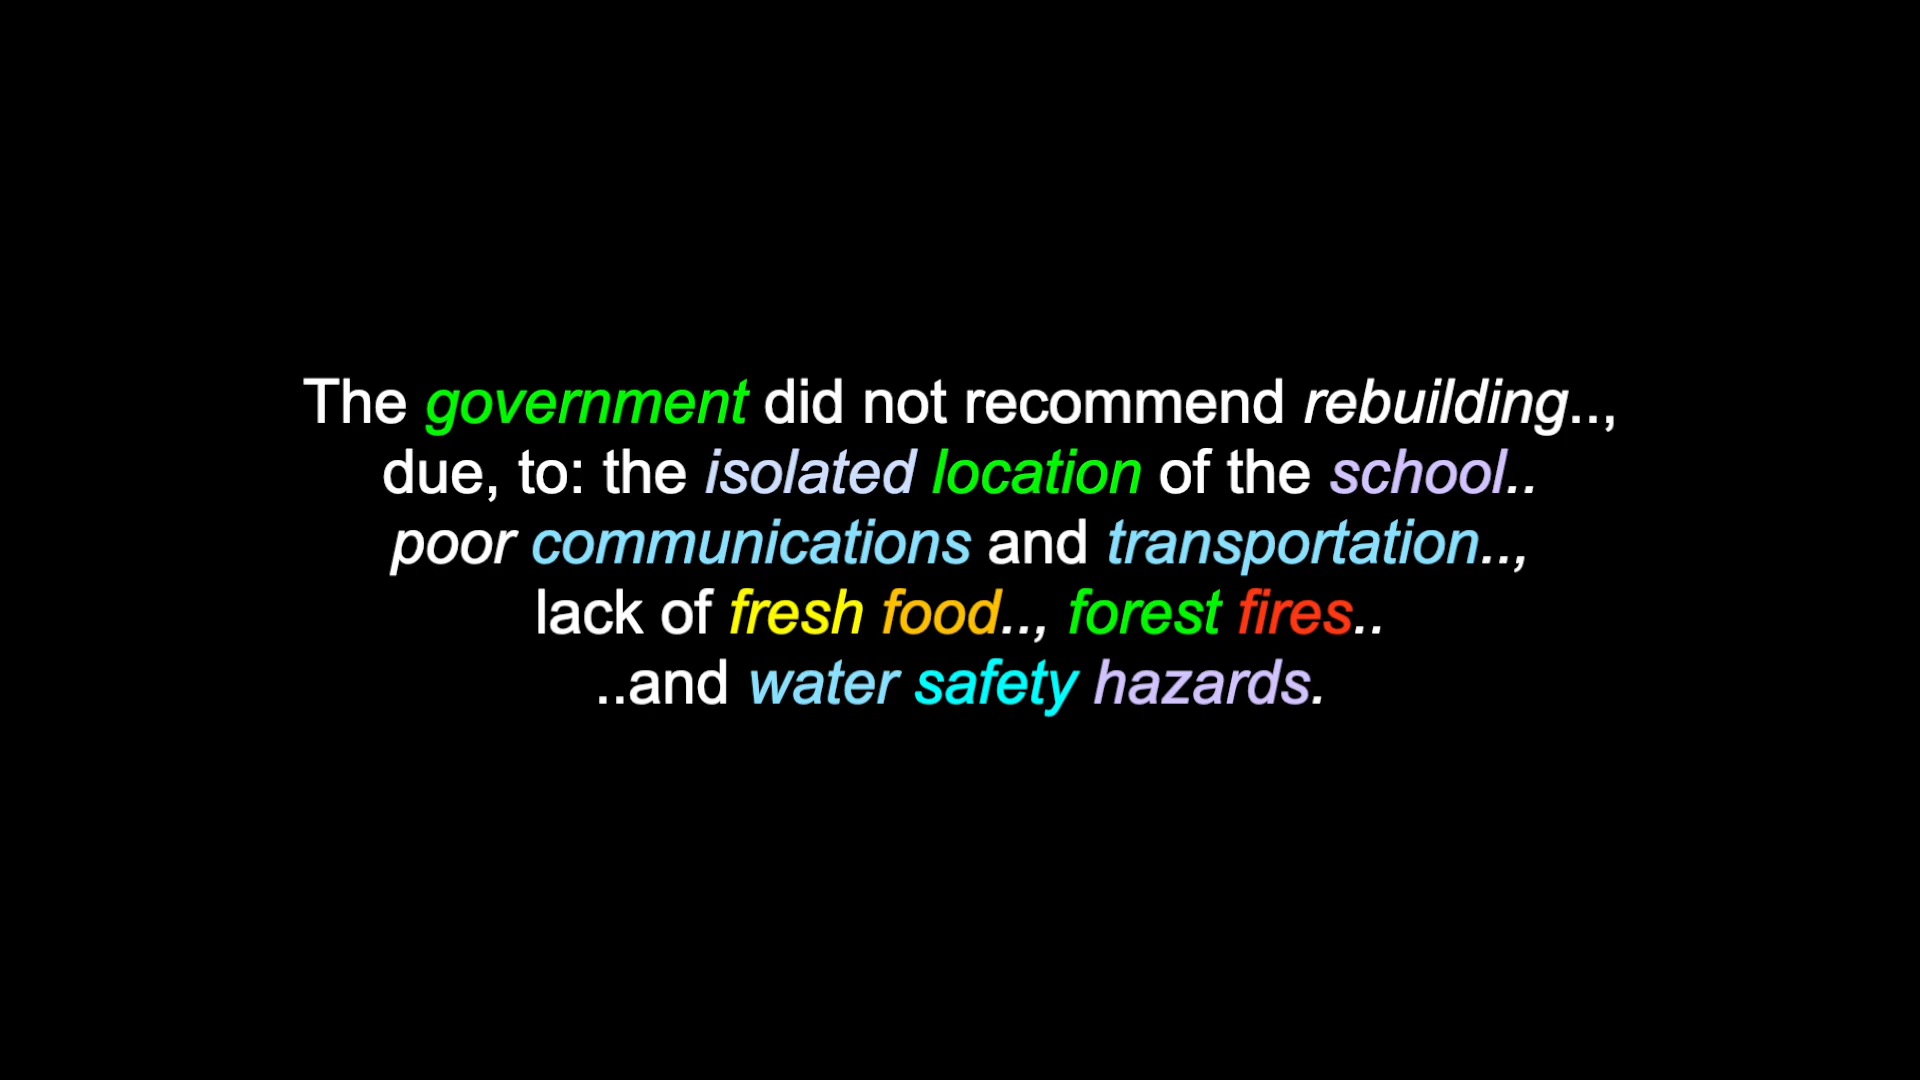 The government did not recommend rebuilding..,
due, to: the isolated location of the school..
poor communications and transportation..,
lack of fresh food.., forest fires..
..and water safety hazards.